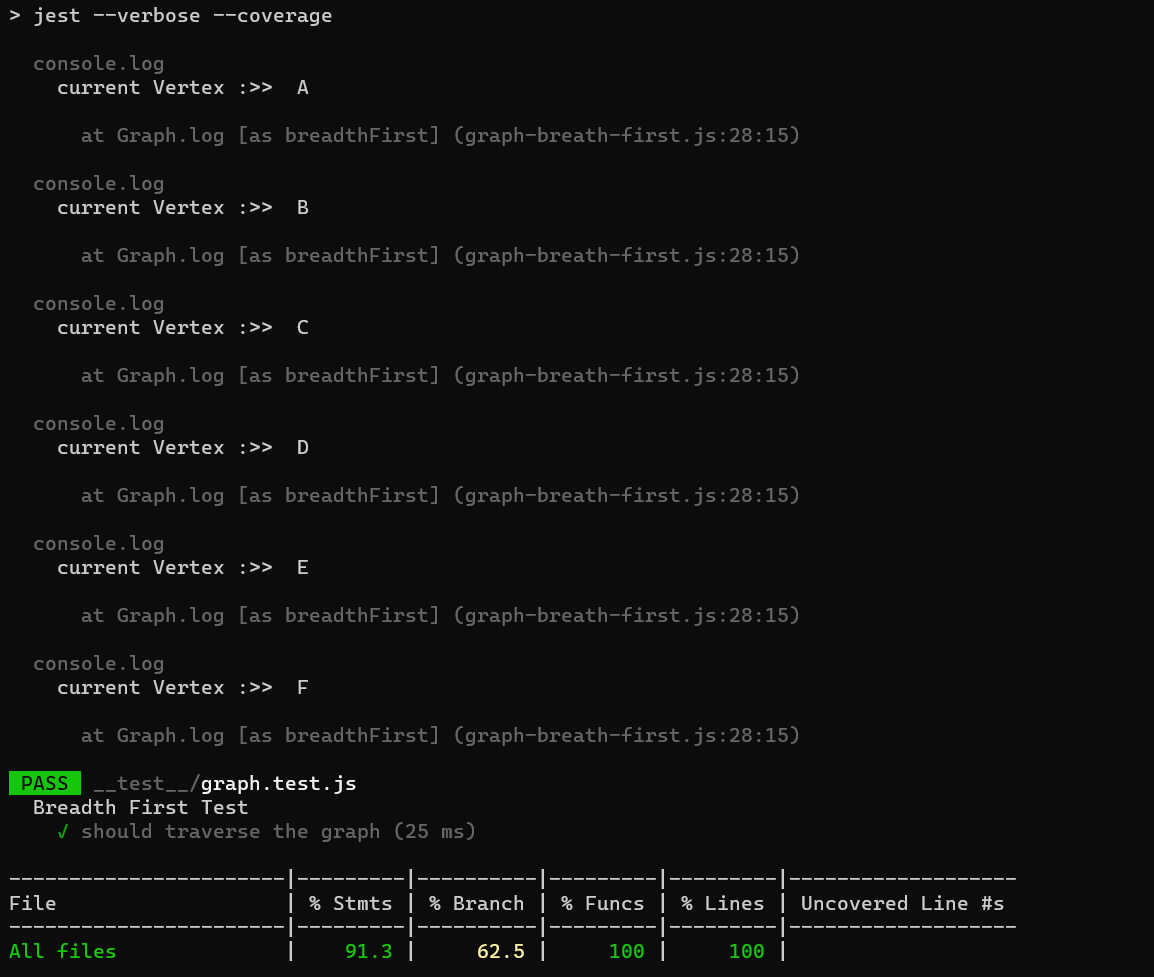 > jest --verbose --coverage
console.log
current Vertex :>>  A
at Graph.log [as breadthFirst] (graph-breath-first.js:28:15)
console.log
current Vertex :>>  B
at Graph.log [as breadthFirst] (graph-breath-first.js:28:15)
console.log
current Vertex :>>  C
at Graph.log [as breadthFirst] (graph-breath-first.js:28:15)
console.log
current Vertex :>>  D
at Graph.log [as breadthFirst] (graph-breath-first.js:28:15)
console.log
current Vertex :>>  E
at Graph.log [as breadthFirst] (graph-breath-first.js:28:15)
console.log
current Vertex :>>  F
at Graph.log [as breadthFirst] (graph-breath-first.js:28:15)
PASS __test__/graph.test.js
Breadth First Test
√ should traverse the graph (25 ms)
-----------------------|---------|----------|---------|---------|-------------------
File                   | % Stmts | % Branch | % Funcs | % Lines | Uncovered Line #s
-----------------------|---------|----------|---------|---------|-------------------
All files              |    91.3 |     62.5 |     100 |     100 |